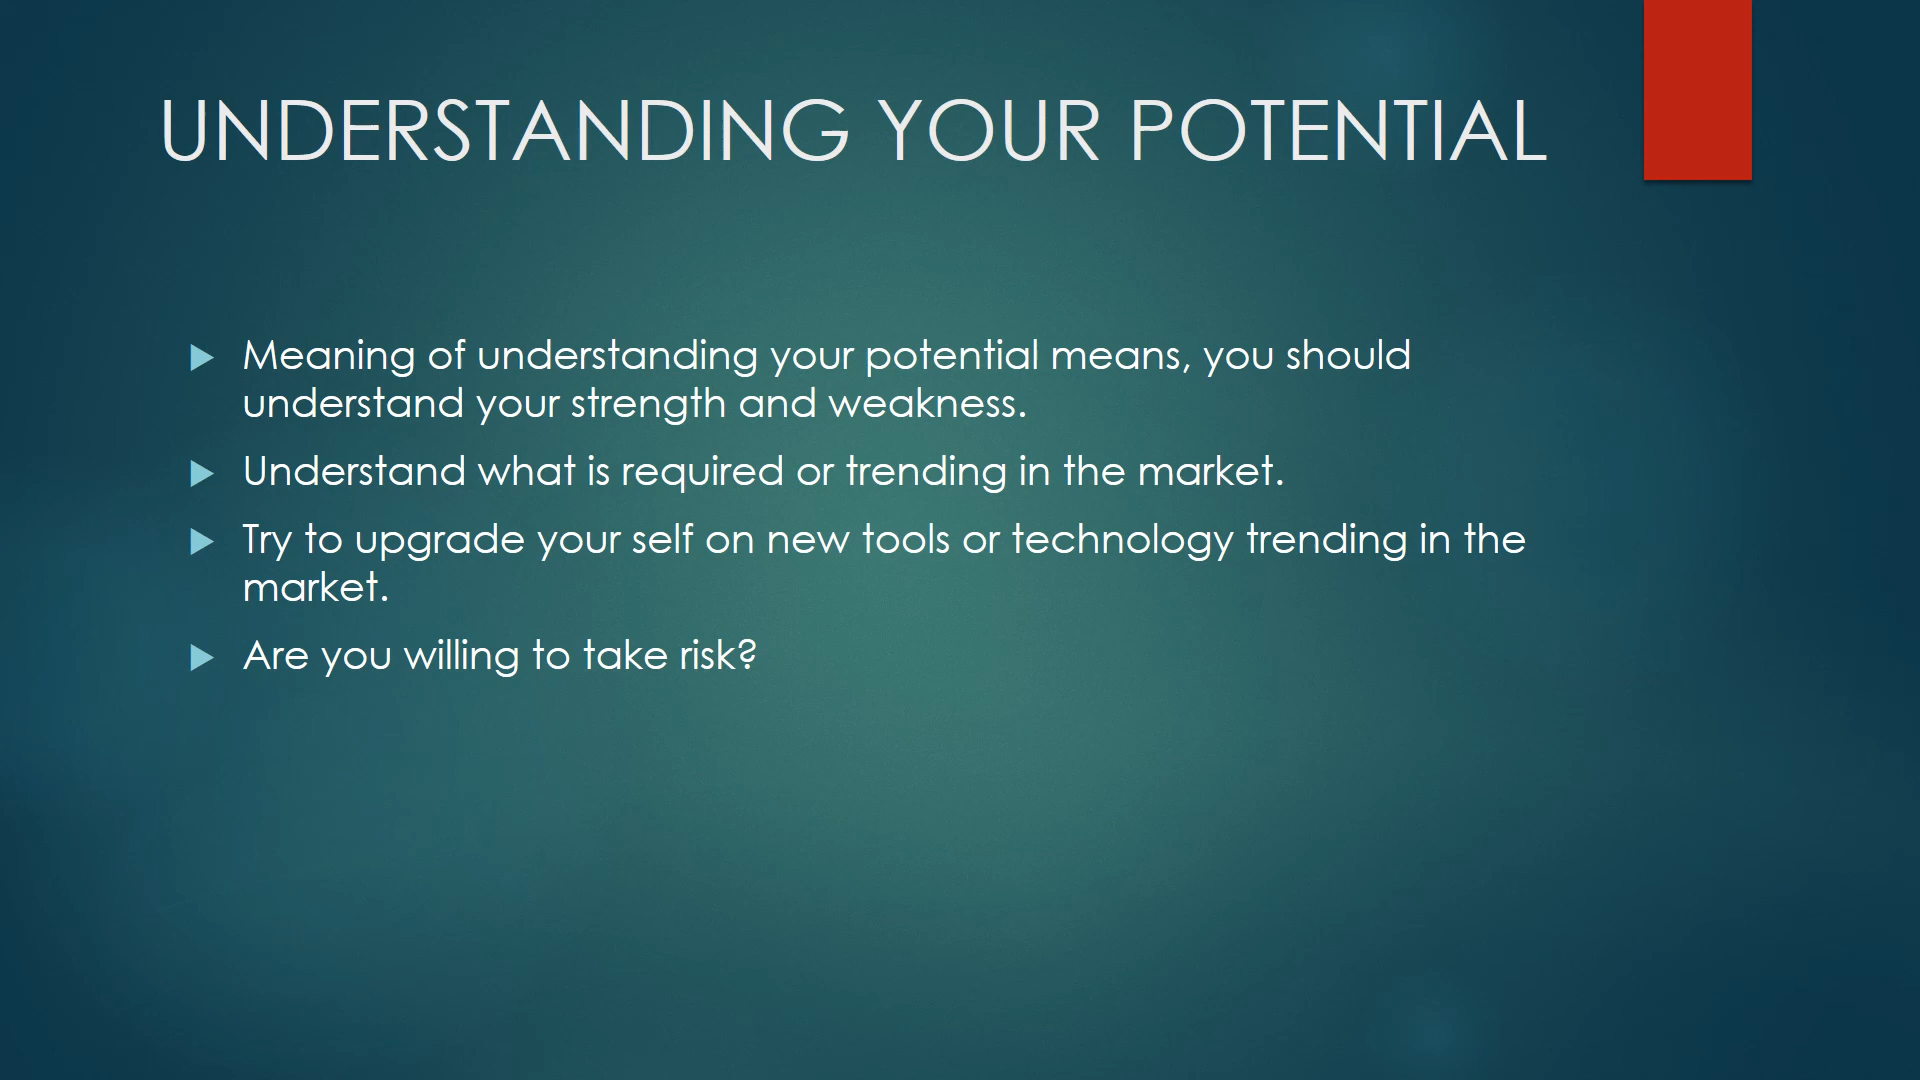 UNDERSTANDING YOUR POTENTIAL
Meaning of understanding your potential means, you should
understand your strength and weakness.
Understand what is required or trending in the market.
Try to upgrade your self on new tools or technology trending in the
market.
Are you willing to take risk?